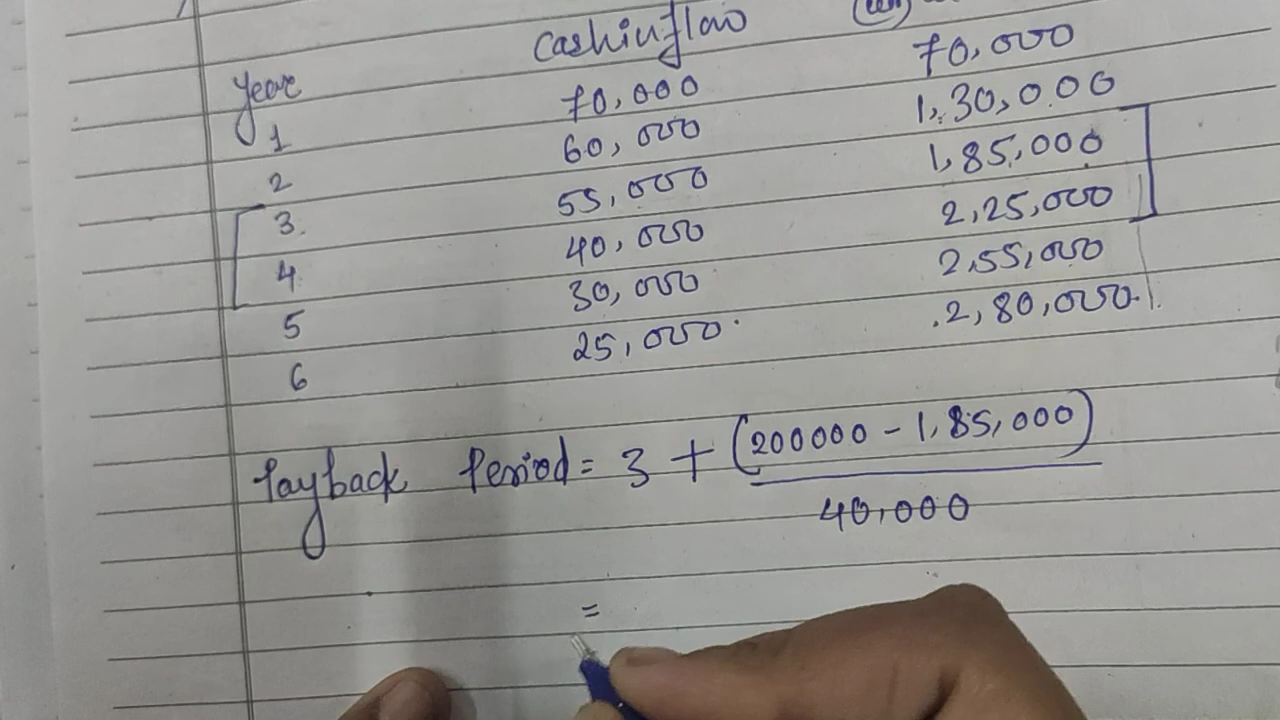 Year Cashinflow
1 70,000 70,000
2 60,000 1,30,000
3. 55,000 1,85,000
4 40,000 2,25,000
5 30,000 2,55,000
6 25,000. .2,80,000.
Payback Period = 3 + (200000 - 1,85,000)
40,000
=